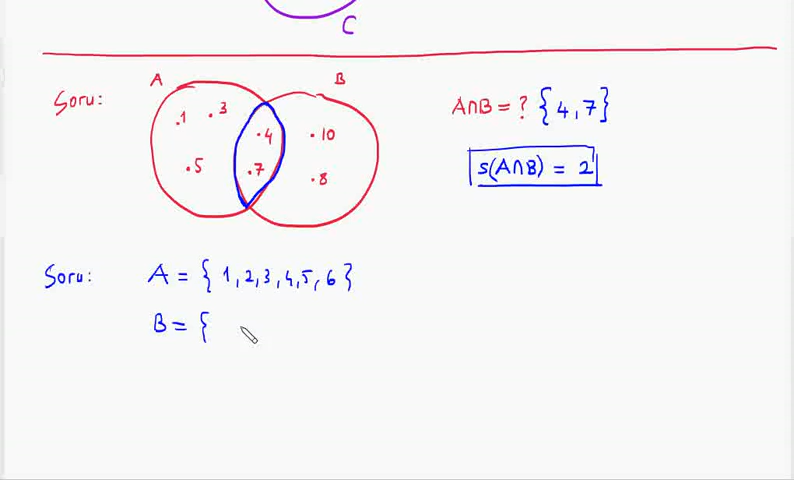 C
Soru: A B
.1 .3 .4 .10
.5 .7 .8
A∩B = ? {4,7}
s(A∩B) = 2
Soru: A = { 1,2,3,4,5,6 }
B = {